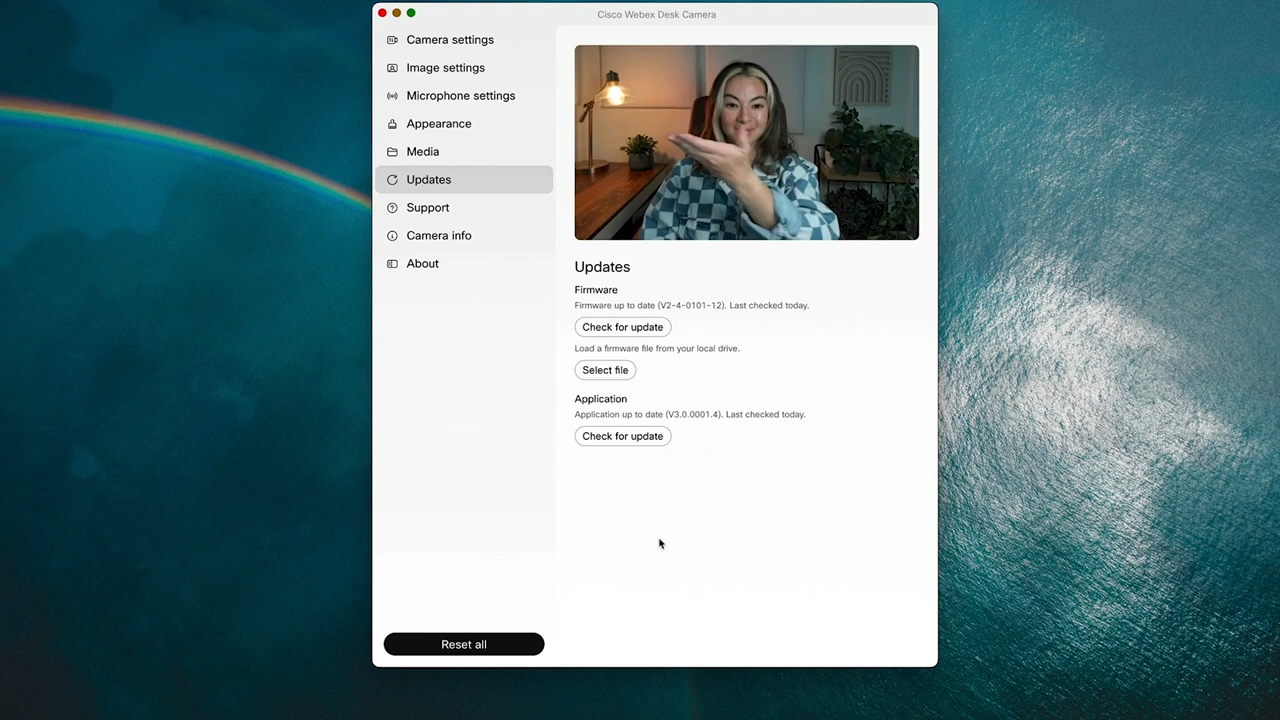 Cisco Webex Desk Camera
Camera settings
Image settings
Microphone settings
Appearance
Media
Updates
Support
Camera info
About
Reset all
Updates
Firmware
Firmware up to date (V2-4-0101-12). Last checked today.
Check for update
Load a firmware file from your local drive.
Select file
Application
Application up to date (V3.0.0001.4). Last checked today.
Check for update